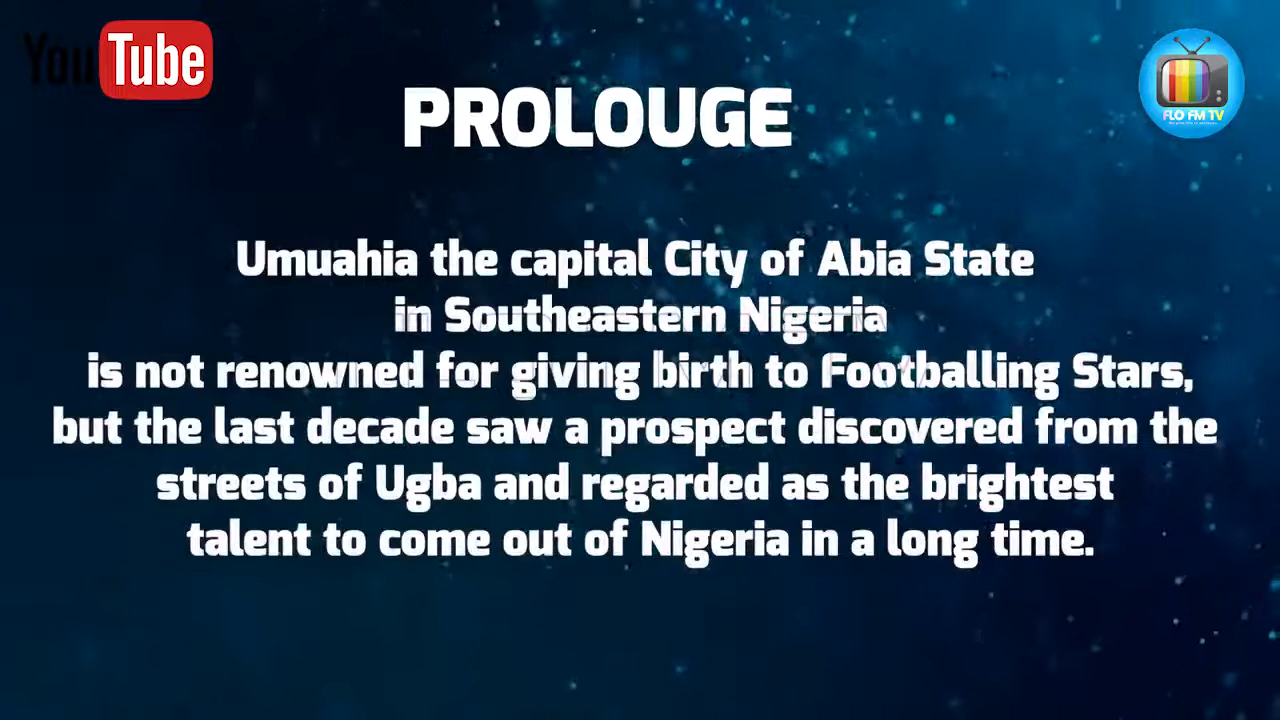 YouTube
FLO FM TV
PROLOUGE
Umuahia the capital City of Abia State
in Southeastern Nigeria
is not renowned for giving birth to Footballing Stars,
but the last decade saw a prospect discovered from the
streets of Ugba and regarded as the brightest
talent to come out of Nigeria in a long time.